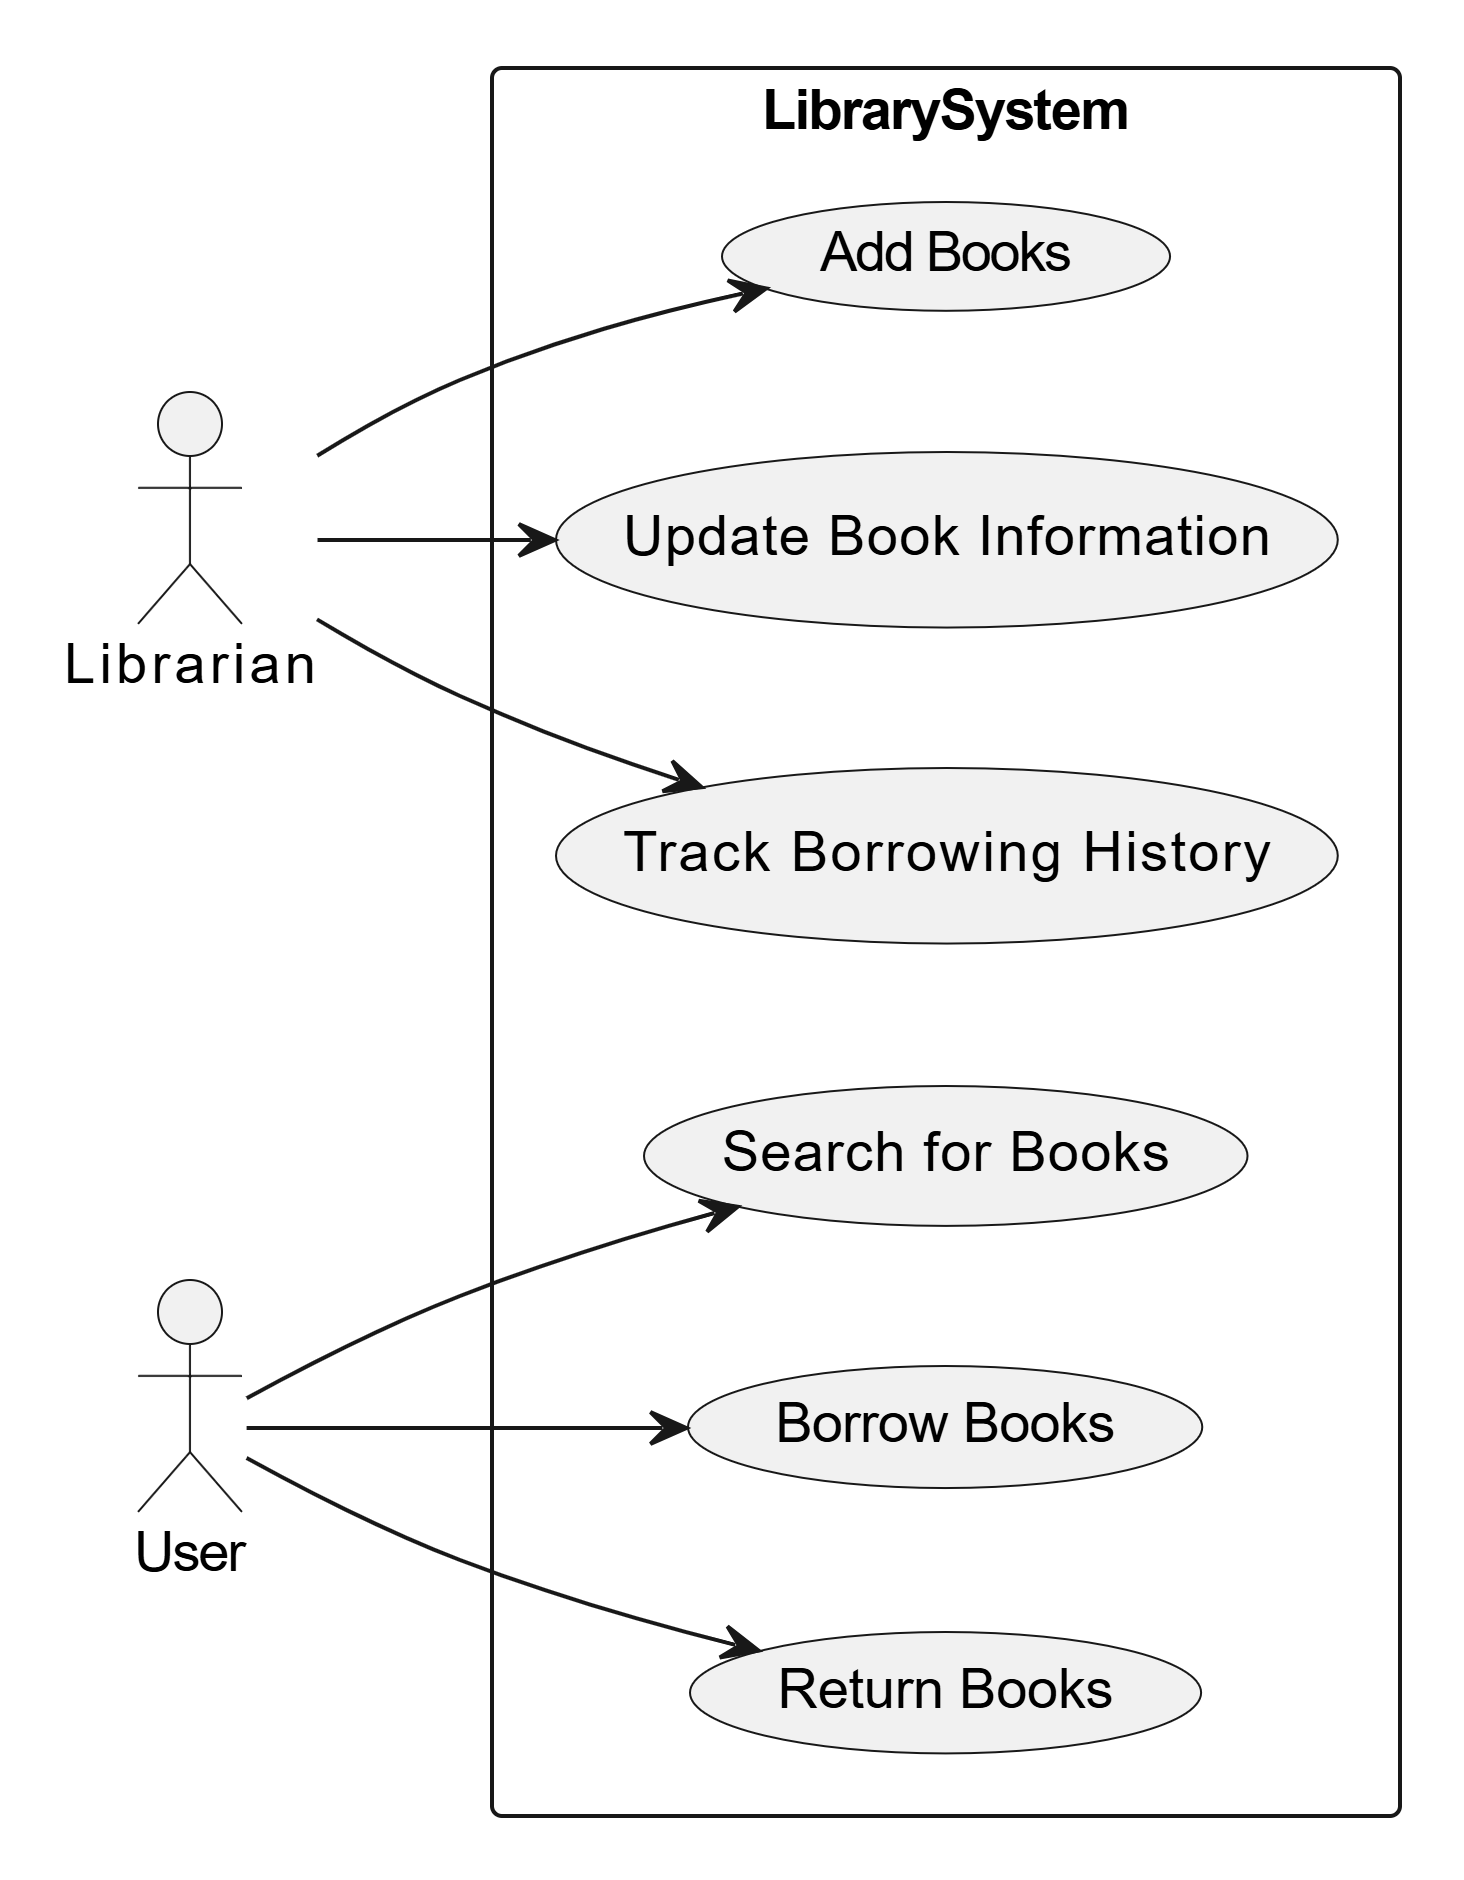 LibrarySystem
Add Books
Update Book Information
Librarian
Track Borrowing History
Search for Books
Borrow Books
User
Return Books